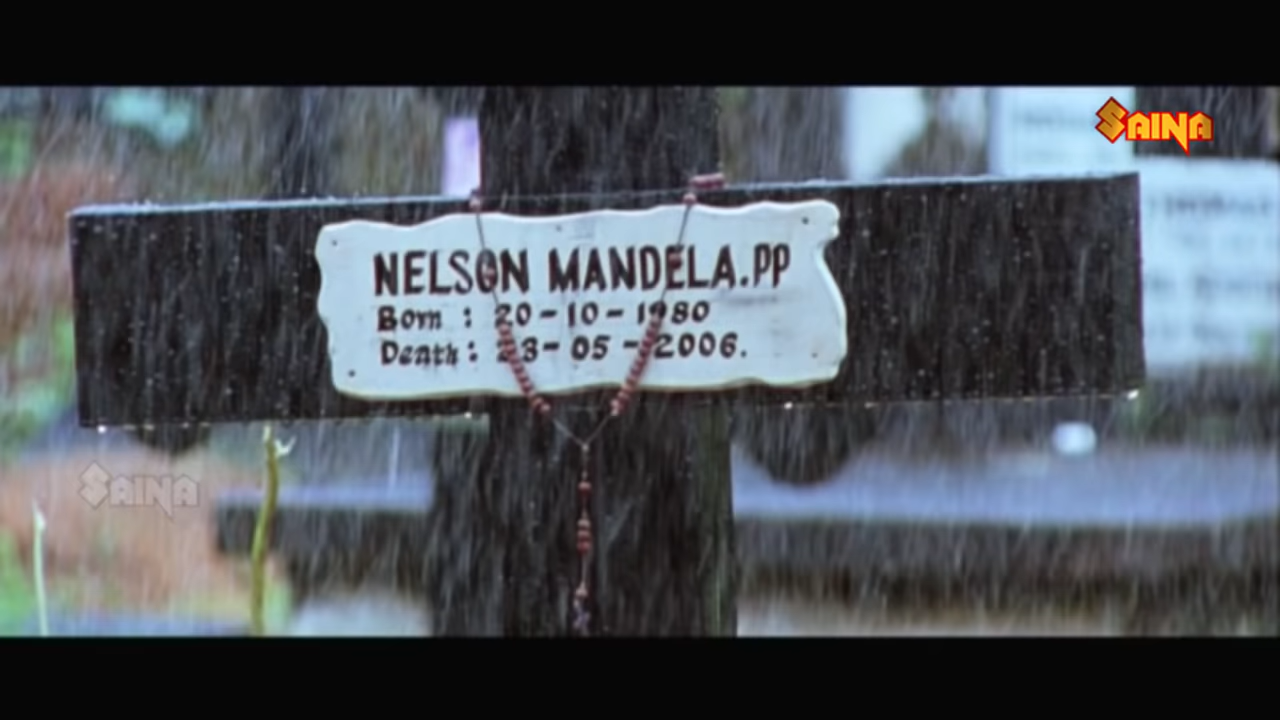 SAINA
NELSON MANDELA.PP
Born : 20-10-1980
Death : 23-05-2006.
SAINA